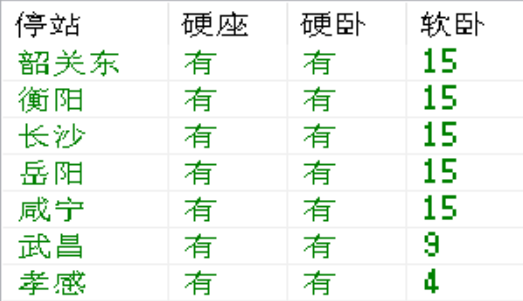 停站 硬座 硬卧 软卧
韶关东 有 有 15
衡阳 有 有 15
长沙 有 有 15
岳阳 有 有 15
咸宁 有 有 15
武昌 有 有 9
孝感 有 有 4